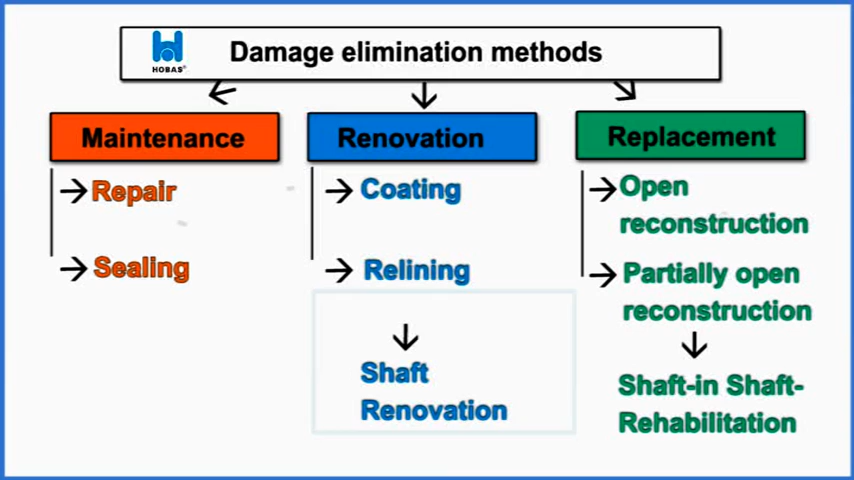 HOBAS®
Damage elimination methods
Maintenance
Renovation
Replacement
Repair
Sealing
Coating
Relining
Shaft
Renovation
Open
reconstruction
Partially open
reconstruction
Shaft-in Shaft-
Rehabilitation